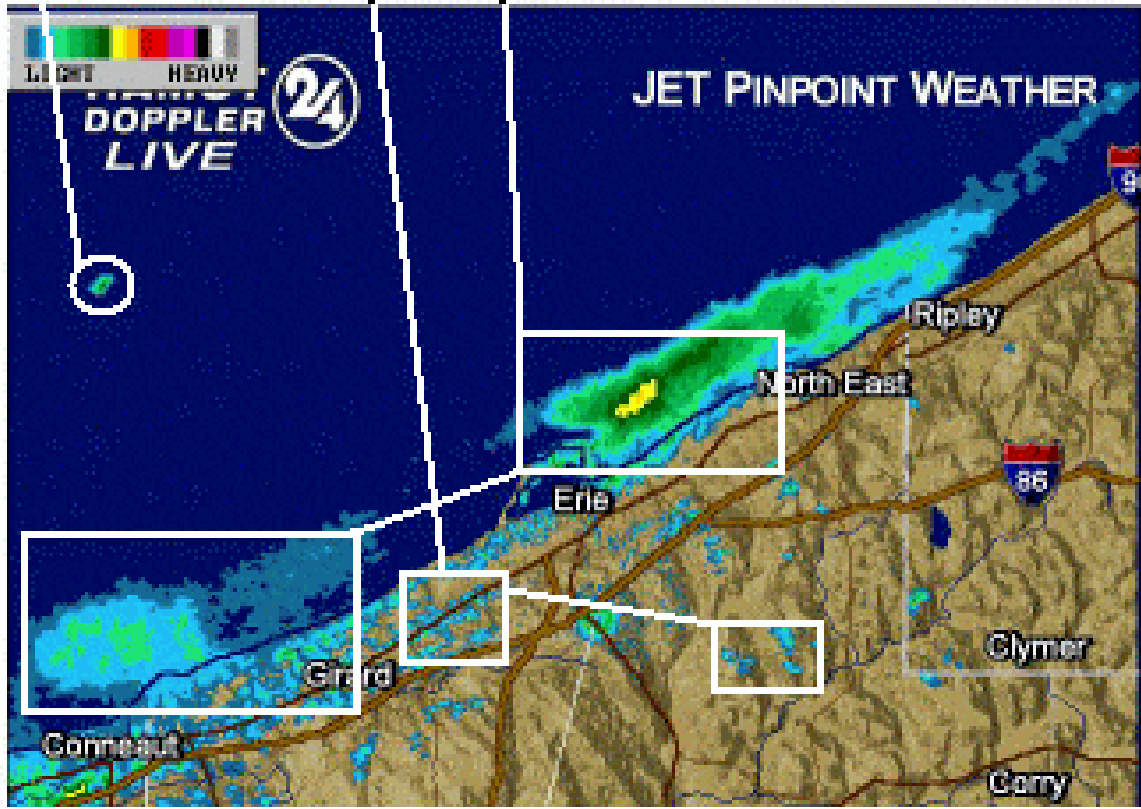 LIGHT HEAVY
24
DOPPLER
LIVE
JET PINPOINT WEATHER
Ripley
North East
86
Erie
Clymer
Girard
Conneaut
Corry